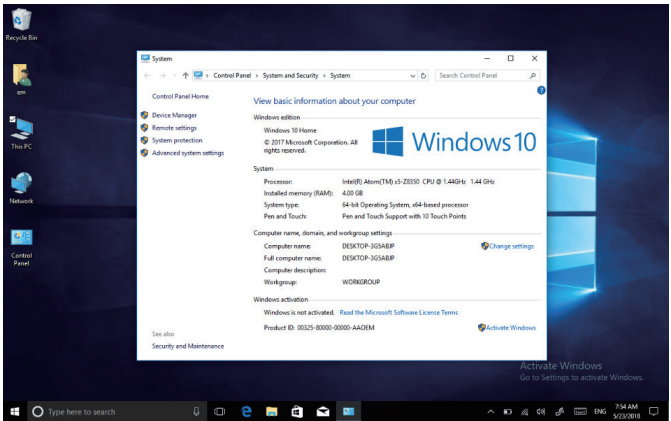 Recycle Bin
em
This PC
Network
Control
Panel
System
Control Panel › System and Security › System
Search Control Panel
Control Panel Home
Device Manager
Remote settings
System protection
Advanced system settings
See also
Security and Maintenance
View basic information about your computer
Windows edition
Windows 10 Home
© 2017 Microsoft Corporation. All
rights reserved.
Windows 10
System
Processor: Intel(R) Atom(TM) x5-Z8350 CPU @ 1.44GHz 1.44 GHz
Installed memory (RAM): 4.00 GB
System type: 64-bit Operating System, x64-based processor
Pen and Touch: Pen and Touch Support with 10 Touch Points
Computer name, domain, and workgroup settings
Computer name: DESKTOP-3G5ABJP Change settings
Full computer name: DESKTOP-3G5ABJP
Computer description:
Workgroup: WORKGROUP
Windows activation
Windows is not activated. Read the Microsoft Software License Terms
Product ID: 00325-80000-00000-AAOEM Activate Windows
Activate Windows
Go to Settings to activate Windows.
Type here to search
ENG
7:54 AM
5/23/2018